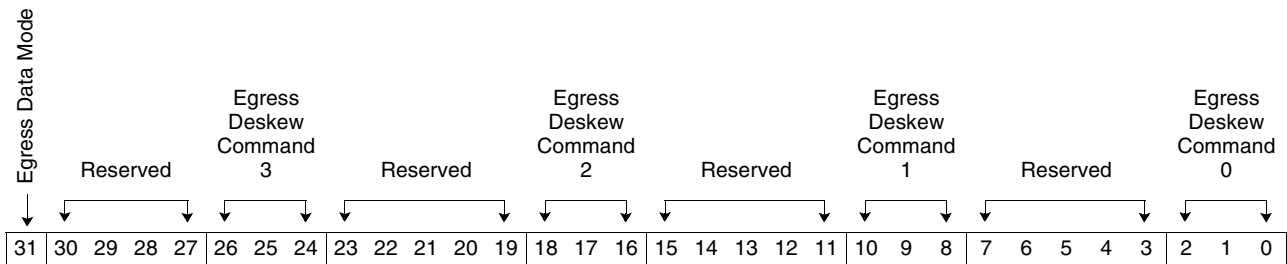 Egress Data Mode
Reserved
Egress
Deskew
Command
3
Reserved
Egress
Deskew
Command
2
Reserved
Egress
Deskew
Command
1
Reserved
Egress
Deskew
Command
0
31 30 29 28 27 26 25 24 23 22 21 20 19 18 17 16 15 14 13 12 11 10 9 8 7 6 5 4 3 2 1 0